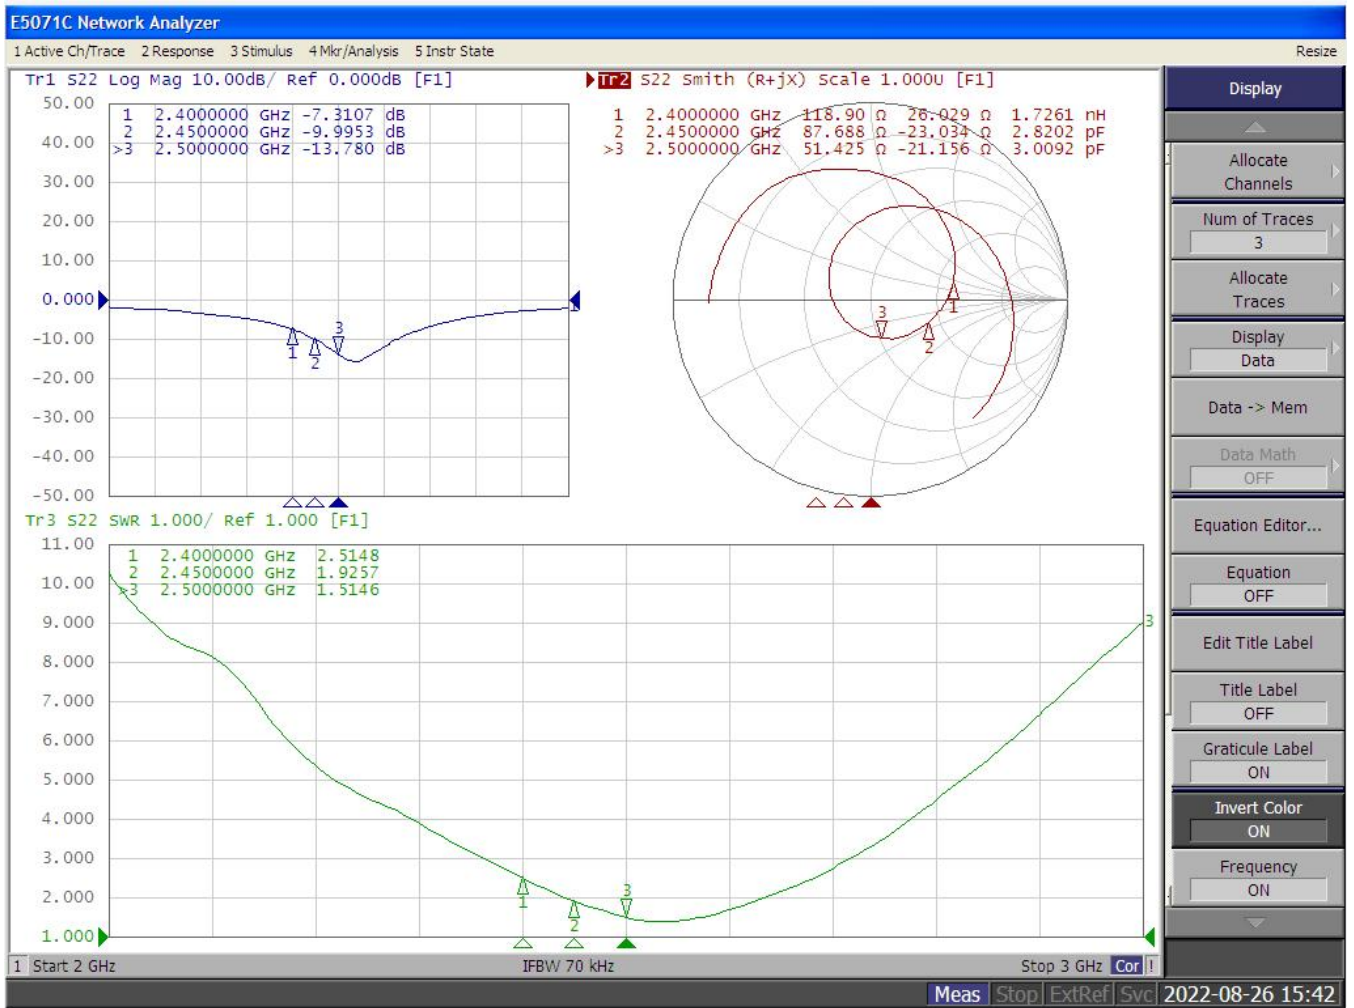 E5071C Network Analyzer
1 Active Ch/Trace 2 Response 3 Stimulus 4 Mkr/Analysis 5 Instr State Resize
Tr1 S22 Log Mag 10.00dB/ Ref 0.000dB [F1]
50.00
40.00
30.00
20.00
10.00
0.000
-10.00
-20.00
-30.00
-40.00
-50.00
1 2.4000000 GHz -7.3107 dB
2 2.4500000 GHz -9.9953 dB
>3 2.5000000 GHz -13.780 dB
1
2
3
1
Tr2 S22 Smith (R+jX) Scale 1.000U [F1]
1 2.4000000 GHz 118.90 Ω 26.029 Ω 1.7261 nH
2 2.4500000 GHz 87.688 Ω -23.034 Ω 2.8202 pF
>3 2.5000000 GHz 51.425 Ω -21.156 Ω 3.0092 pF
1
2
3
Tr3 S22 SWR 1.000/ Ref 1.000 [F1]
11.00
10.00
9.000
8.000
7.000
6.000
5.000
4.000
3.000
2.000
1.000
1 2.4000000 GHz 2.5148
2 2.4500000 GHz 1.9257
>3 2.5000000 GHz 1.5146
1
2
3
3
1 Start 2 GHz IFBW 70 kHz Stop 3 GHz Cor !
Display
Allocate
Channels
Num of Traces
3
Allocate
Traces
Display
Data
Data -> Mem
Data Math
OFF
Equation Editor...
Equation
OFF
Edit Title Label
Title Label
OFF
Graticule Label
ON
Invert Color
ON
Frequency
ON
Meas Stop ExtRef Svc 2022-08-26 15:42